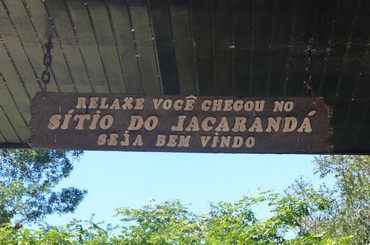 RELAXE VOCÊ CHEGOU NO
SÍTIO DO JACARANDÁ
SEJA BEM VINDO